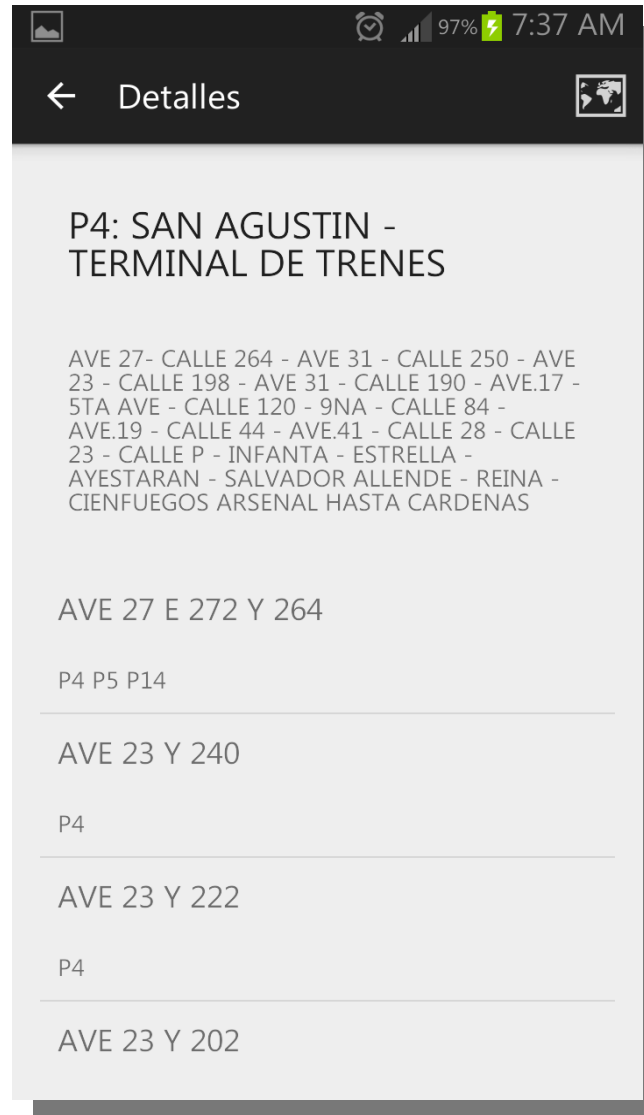 97% 7:37 AM
Detalles
P4: SAN AGUSTIN -
TERMINAL DE TRENES
AVE 27- CALLE 264 - AVE 31 - CALLE 250 - AVE
23 - CALLE 198 - AVE 31 - CALLE 190 - AVE.17 -
5TA AVE - CALLE 120 - 9NA - CALLE 84 -
AVE.19 - CALLE 44 - AVE.41 - CALLE 28 - CALLE
23 - CALLE P - INFANTA - ESTRELLA -
AYESTARAN - SALVADOR ALLENDE - REINA -
CIENFUEGOS ARSENAL HASTA CARDENAS
AVE 27 E 272 Y 264
P4 P5 P14
AVE 23 Y 240
P4
AVE 23 Y 222
P4
AVE 23 Y 202